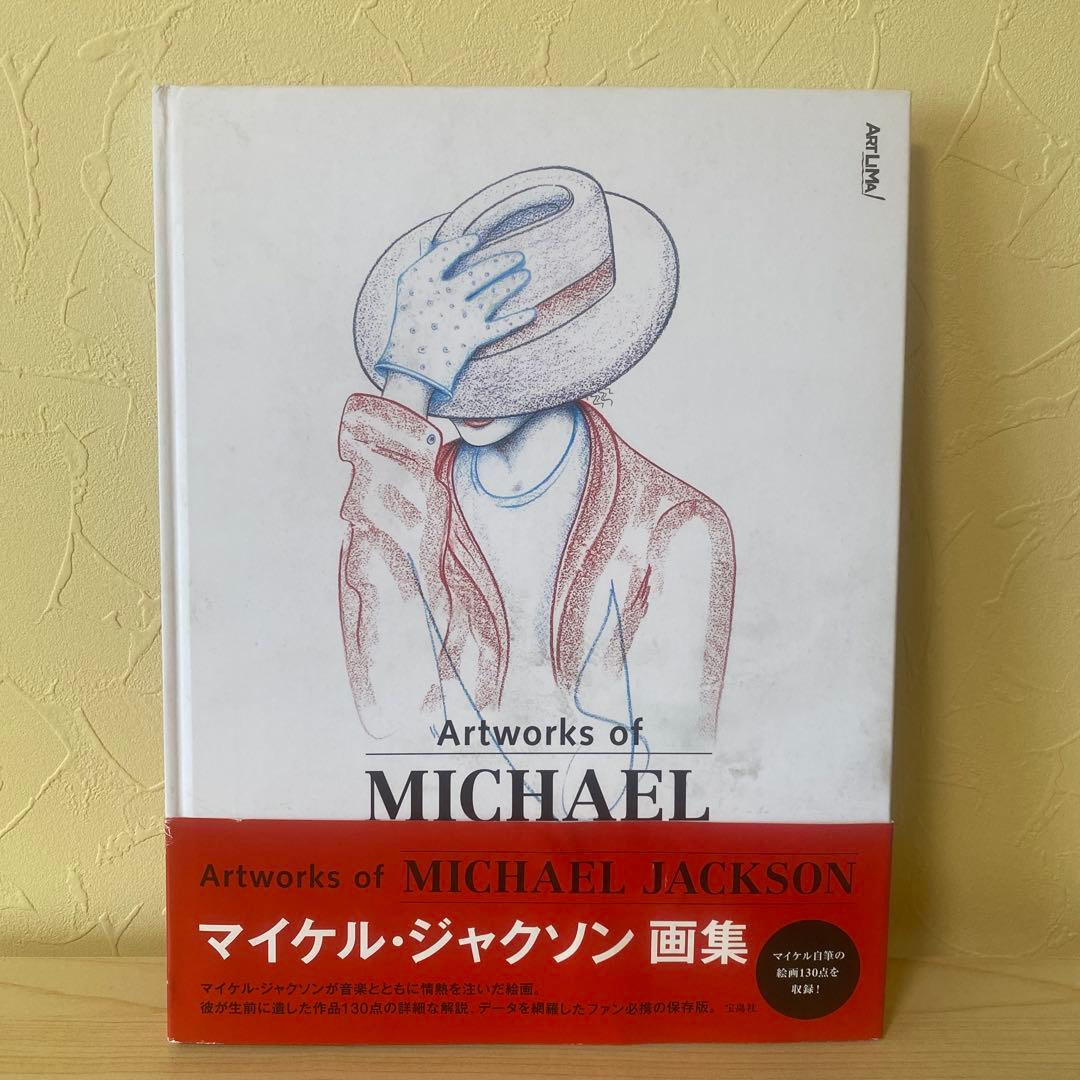 ARTLIMA
Artworks of
MICHAEL
Artworks of MICHAEL JACKSON
マイケル・ジャクソン 画集
マイケル自筆の
絵画130点を
収録!
マイケル・ジャクソンが音楽とともに情熱を注いだ絵画。
彼が生前に遺した作品130点の詳細な解説、データを網羅したファン必携の保存版。 宝島社